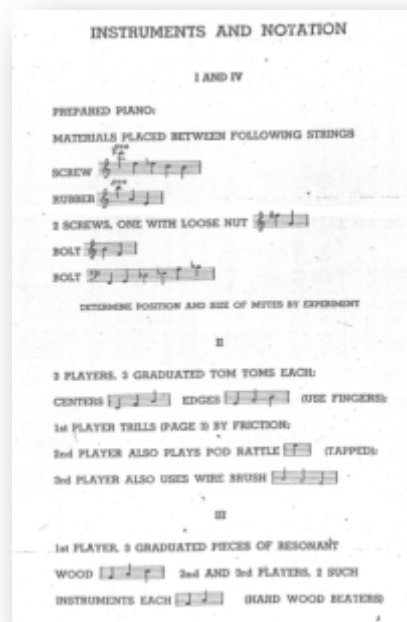 INSTRUMENTS AND NOTATION
I AND IV
PREPARED PIANO:
MATERIALS PLACED BETWEEN FOLLOWING STRINGS
SCREW
RUBBER
2 SCREWS, ONE WITH LOOSE NUT
BOLT
BOLT
DETERMINE POSITION AND SIZE OF MUTES BY EXPERIMENT
II
3 PLAYERS, 3 GRADUATED TOM TOMS EACH:
CENTERS EDGES (USE FINGERS);
1st PLAYER TRILLS (PAGE 3) BY FRICTION;
2nd PLAYER ALSO PLAYS POD RATTLE (TAPPED);
3rd PLAYER ALSO USES WIRE BRUSH
III
1st PLAYER, 3 GRADUATED PIECES OF RESONANT
WOOD 2nd AND 3rd PLAYERS, 2 SUCH
INSTRUMENTS EACH (HARD WOOD BEATERS)